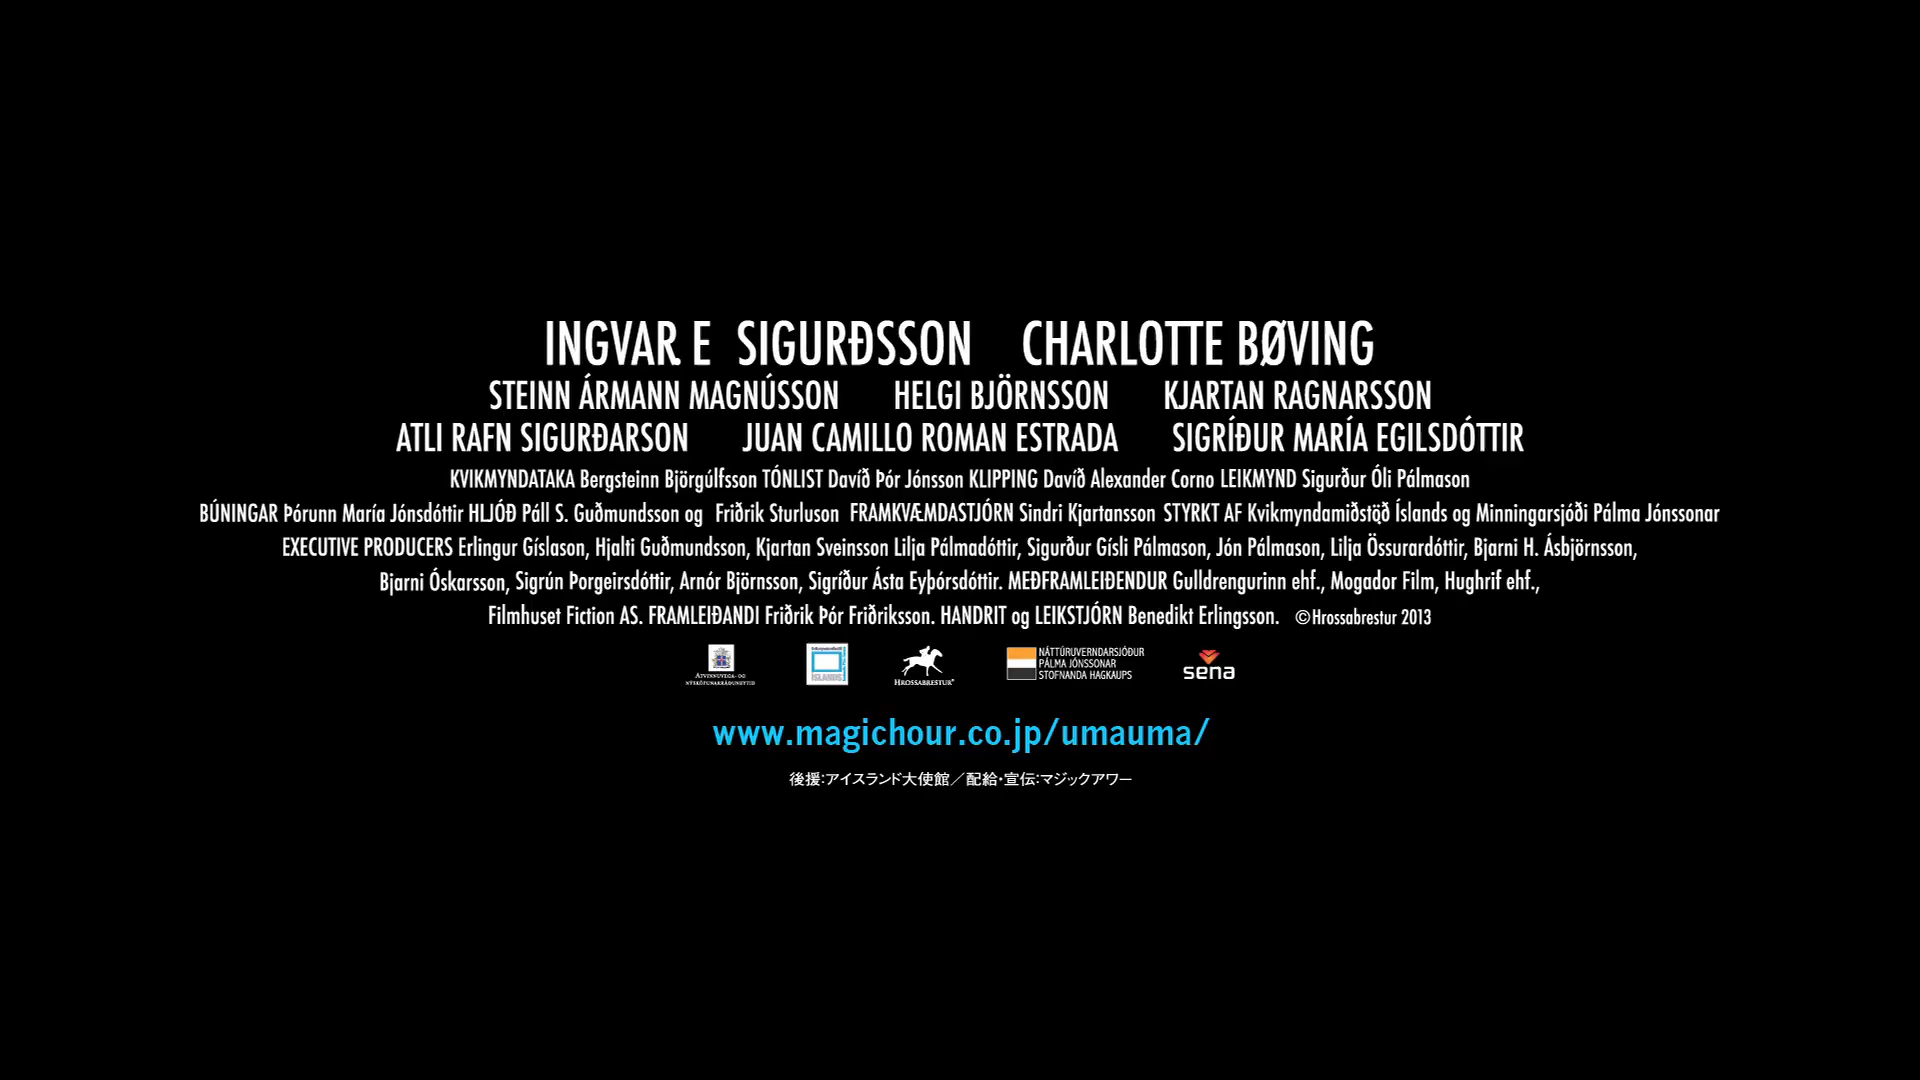 INGVAR. E SIGURÐSSON CHARLOTTE BØVING
STEINN ÁRMANN MAGNÚSSON HELGI BJÖRNSSON KJARTAN RAGNARSSON
ATLI RAFN SIGURÐARSON JUAN CAMILLO ROMAN ESTRADA SIGRÍÐUR MARÍA EGILSDÓTTIR
KVIKMYNDATAKA Bergsteinn Björgúlfsson TÓNLIST Davíð Þór Jónsson KLIPPING Davíð Alexander Corno LEIKMYND Sigurður Óli Pálmason
BÚNINGAR Þórunn María Jónsdóttir HLJÓÐ Páll S. Guðmundsson og Friðrik Sturluson FRAMKVÆMDASTJÓRN Sindri Kjartansson STYRKT AF Kvikmyndamiðstöð Íslands og Minningarsjóði Pálma Jónssonar
EXECUTIVE PRODUCERS Erlingur Gíslason, Hjalti Guðmundsson, Kjartan Sveinsson Lilja Pálmadóttir, Sigurður Gísli Pálmason, Jón Pálmason, Lilja Össurardóttir, Bjarni H. Ásbjörnsson,
Bjarni Óskarsson, Sigrún Þorgeirsdóttir, Arnór Björnsson, Sigríður Ásta Eyþórsdóttir. MEÐFRAMLEIÐENDUR Gulldrengurinn ehf., Mogador Film, Hughrif ehf.,
Filmhuset Fiction AS. FRAMLEIÐANDI Friðrik Þór Friðriksson. HANDRIT og LEIKSTJÓRN Benedikt Erlingsson. ©Hrossabrestur 2013
ATVINNUVEGA- OG
NÝSKÖPUNARRÁÐUNEYTIÐ
ÍSLANDS
HROSSABRESTUR
NÁTTÚRUVERNDARSJÓÐUR
PÁLMA JÓNSSONAR
STOFNANDA HAGKAUPS
sena
www.magichour.co.jp/umauma/
後援:アイスランド大使館／配給・宣伝:マジックアワー